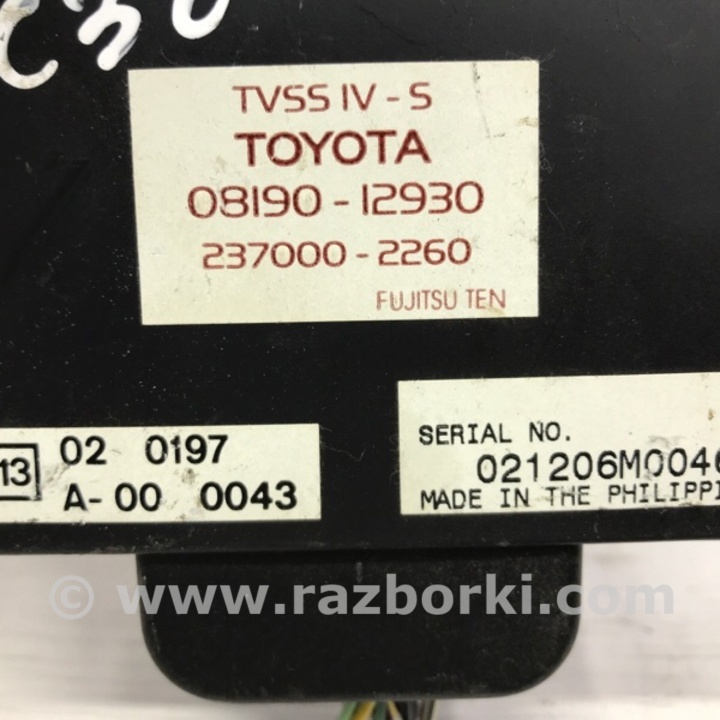 TVSS IV - S
TOYOTA
08190 - 12930
237000 - 2260
FUJITSU TEN
13
02 0197
A-00 0043
SERIAL NO.
021206M004
MADE IN THE
© www.razborki.com